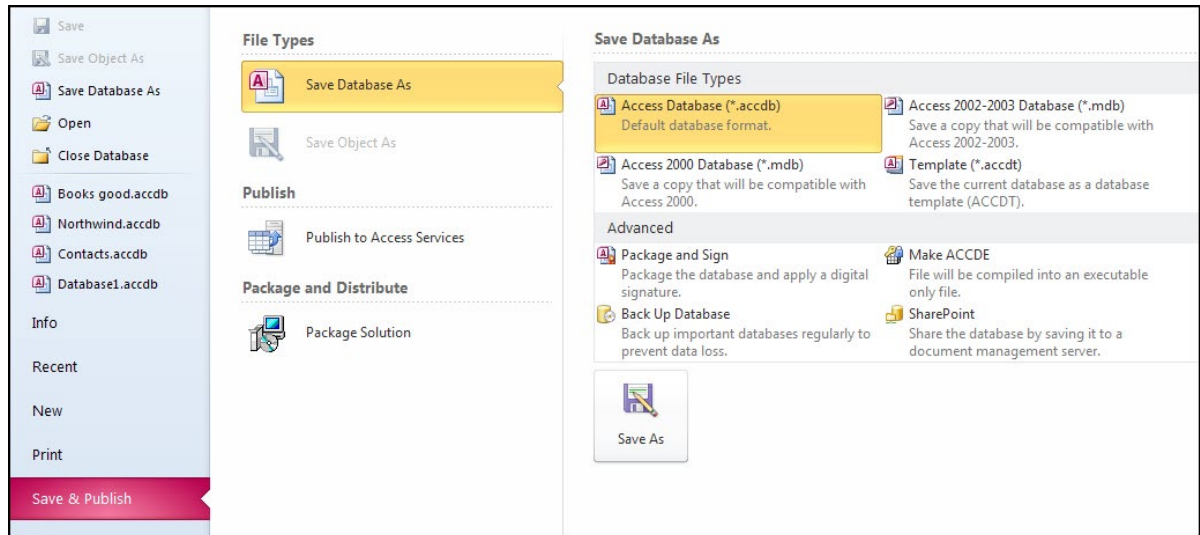 Save
Save Object As
Save Database As
Open
Close Database
Books good.accdb
Northwind.accdb
Contacts.accdb
Database1.accdb
Info
Recent
New
Print
Save & Publish
File Types
Save Database As
Save Object As
Publish
Publish to Access Services
Package and Distribute
Package Solution
Save Database As
Database File Types
Access Database (*.accdb)
Default database format.
Access 2002-2003 Database (*.mdb)
Save a copy that will be compatible with
Access 2002-2003.
Access 2000 Database (*.mdb)
Save a copy that will be compatible with
Access 2000.
Template (*.accdt)
Save the current database as a database
template (ACCDT).
Advanced
Package and Sign
Package the database and apply a digital
signature.
Make ACCDE
File will be compiled into an executable
only file.
Back Up Database
Back up important databases regularly to
prevent data loss.
SharePoint
Share the database by saving it to a
document management server.
Save As